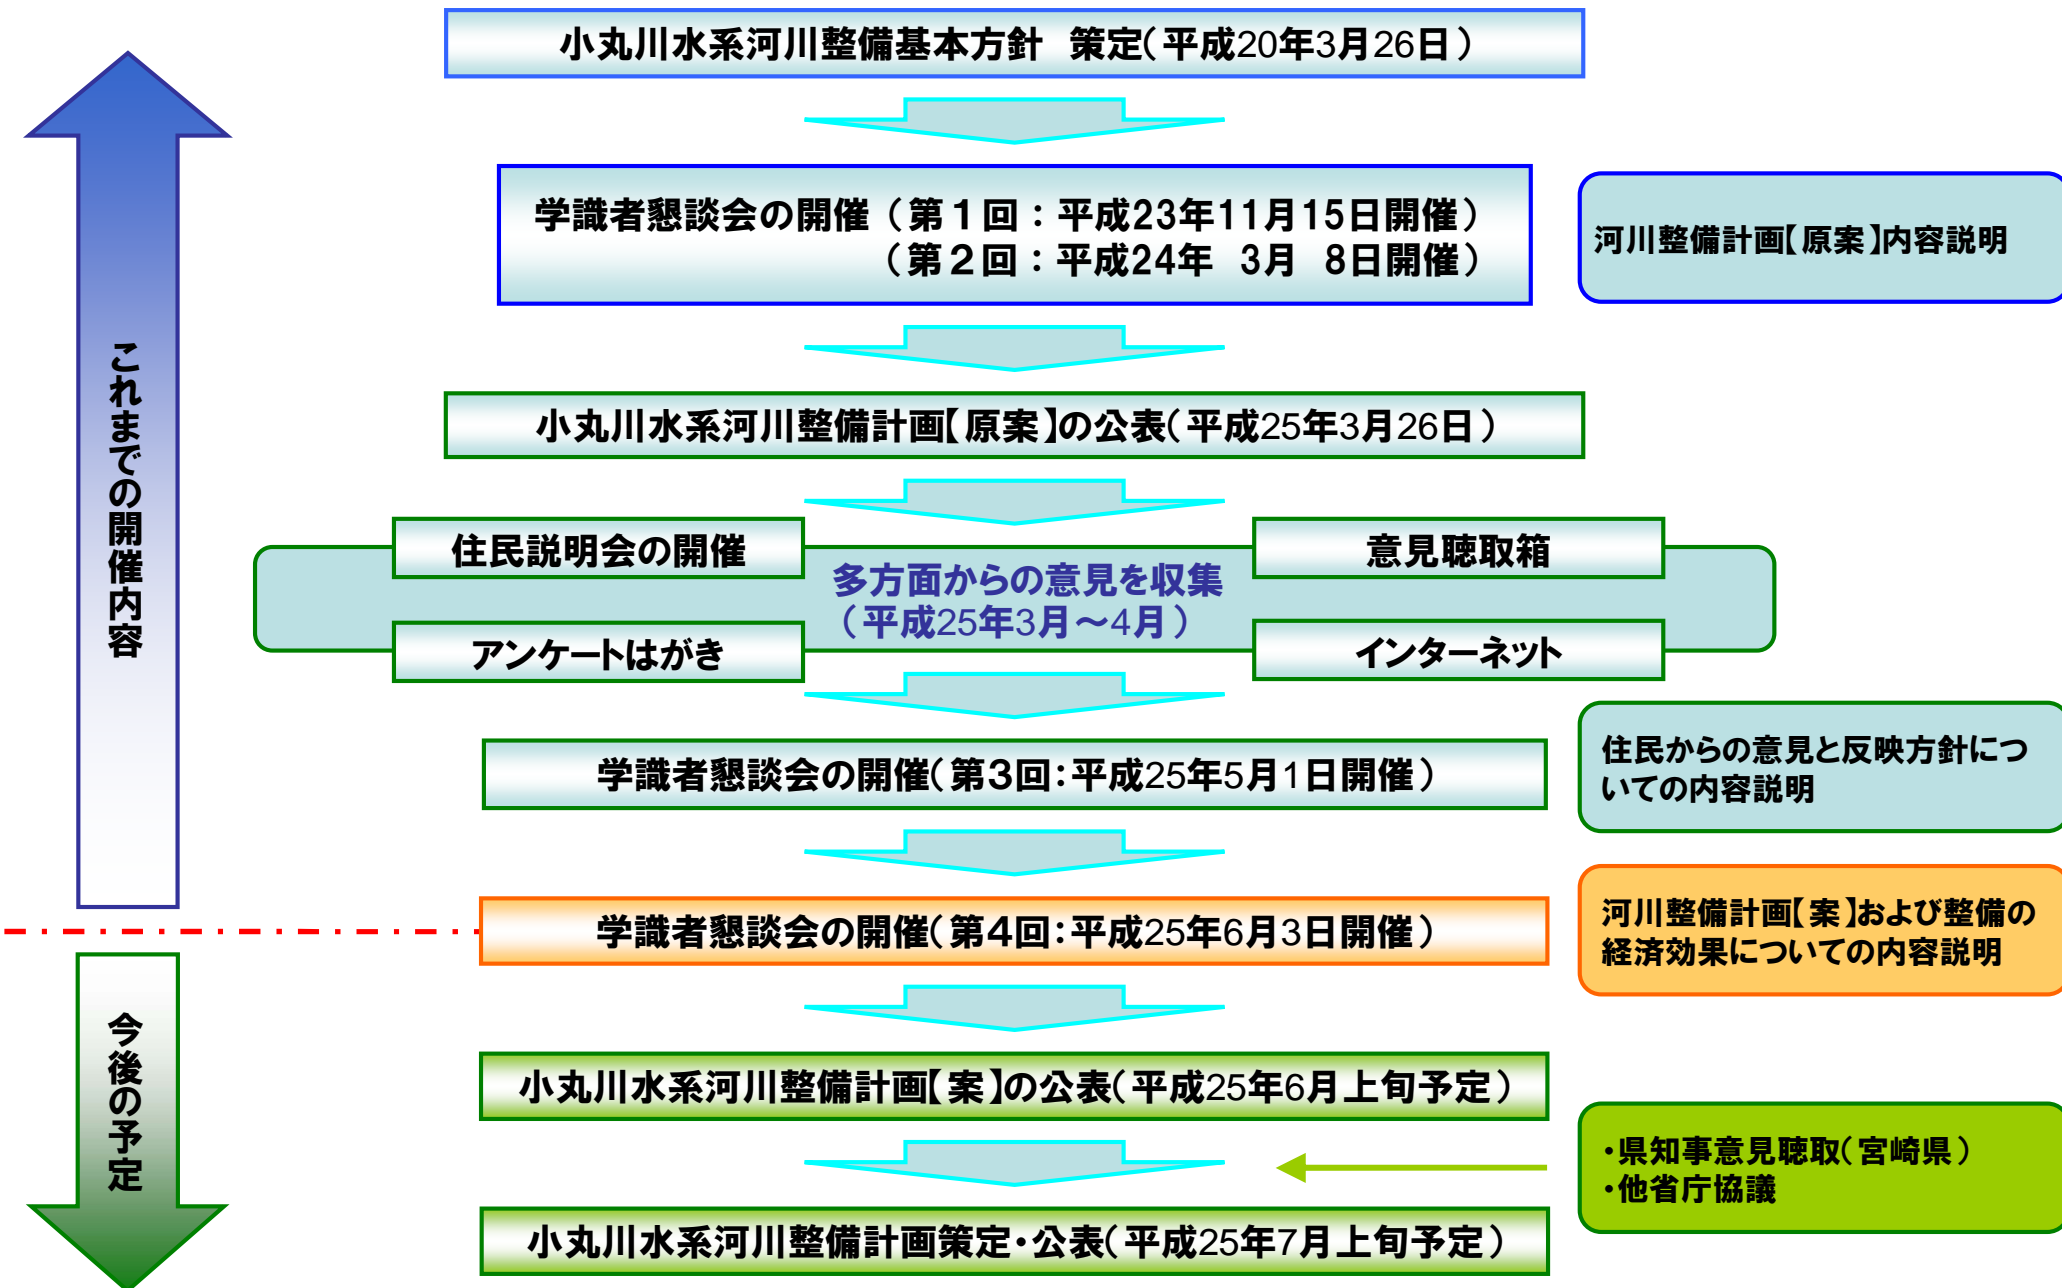 小丸川水系河川整備基本方針　策定（平成20年3月26日）
学識者懇談会の開催（第１回：平成23年11月15日開催）
（第２回：平成24年　3月　8日開催）
河川整備計画【原案】内容説明
これまでの開催内容
小丸川水系河川整備計画【原案】の公表（平成25年3月26日）
住民説明会の開催
意見聴取箱
多方面からの意見を収集
（平成25年3月～4月）
アンケートはがき
インターネット
学識者懇談会の開催（第３回：平成25年5月1日開催）
住民からの意見と反映方針につ
いての内容説明
学識者懇談会の開催（第４回：平成25年6月3日開催）
河川整備計画【案】および整備の
経済効果についての内容説明
今後の予定
小丸川水系河川整備計画【案】の公表（平成25年6月上旬予定）
・県知事意見聴取（宮崎県）
・他省庁協議
小丸川水系河川整備計画策定・公表（平成25年7月上旬予定）